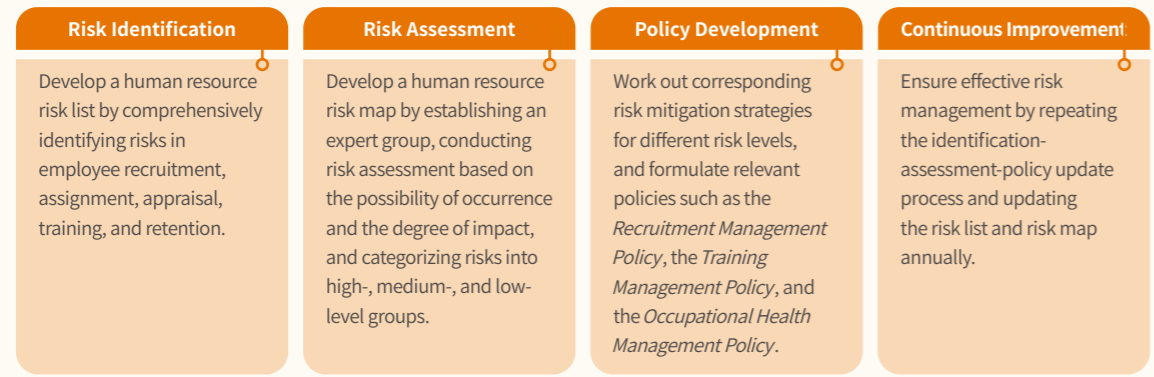 Risk Identification
Develop a human resource
risk list by comprehensively
identifying risks in
employee recruitment,
assignment, appraisal,
training, and retention.
Risk Assessment
Develop a human resource
risk map by establishing an
expert group, conducting
risk assessment based on
the possibility of occurrence
and the degree of impact,
and categorizing risks into
high-, medium-, and low-
level groups.
Policy Development
Work out corresponding
risk mitigation strategies
for different risk levels,
and formulate relevant
policies such as the
Recruitment Management
Policy, the Training
Management Policy, and
the Occupational Health
Management Policy.
Continuous Improvement:
Ensure effective risk
management by repeating
the identification-
assessment-policy update
process and updating
the risk list and risk map
annually.